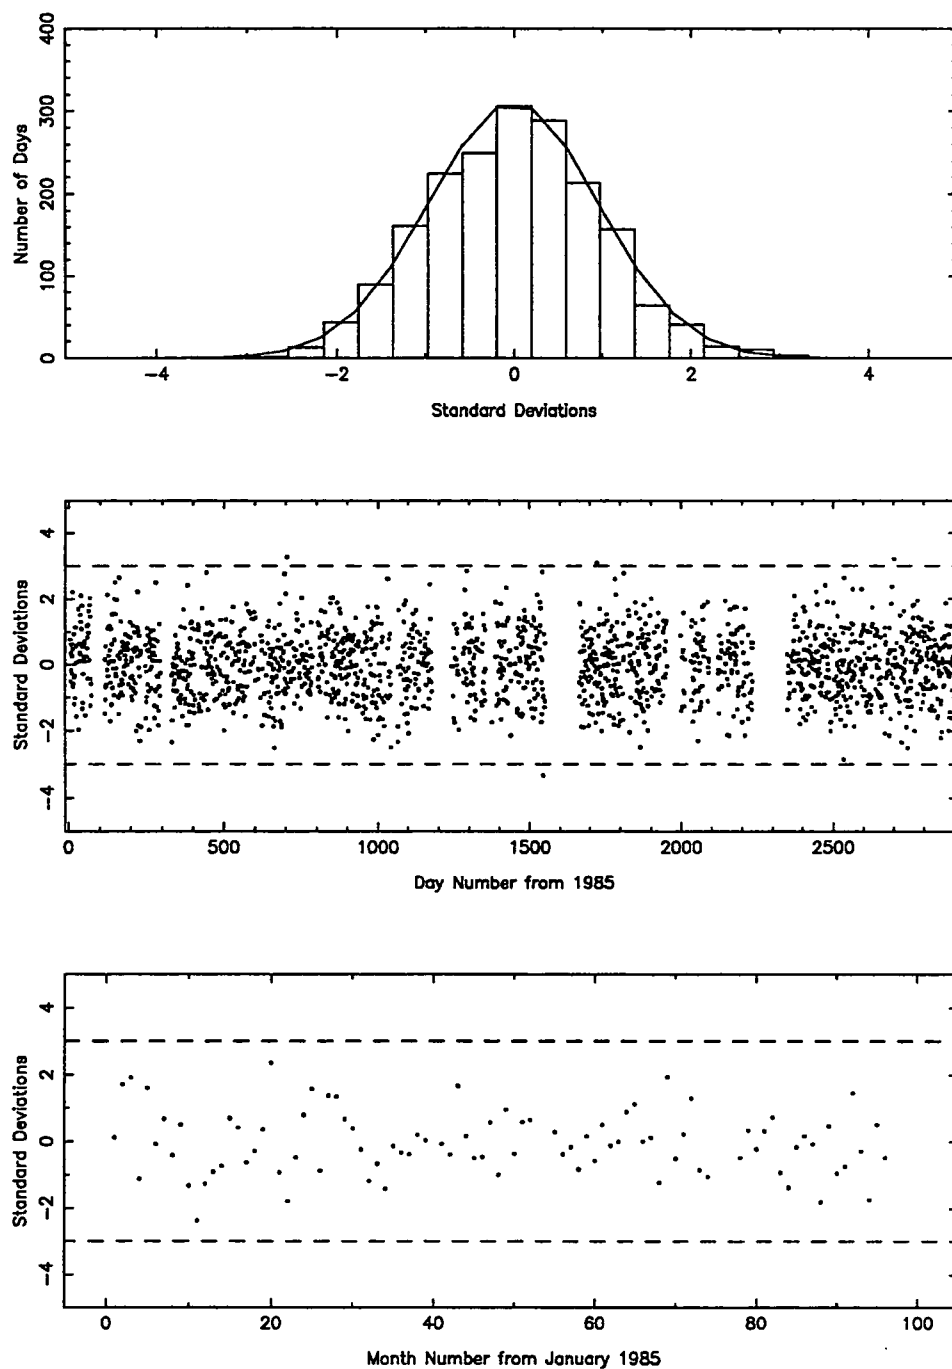 400
300
200
100
0
Number of Days
-4 -2 0 2 4
Standard Deviations
4
2
0
-2
-4
Standard Deviations
0 500 1000 1500 2000 2500
Day Number from 1985
4
2
0
-2
-4
Standard Deviations
0 20 40 60 80 100
Month Number from January 1985